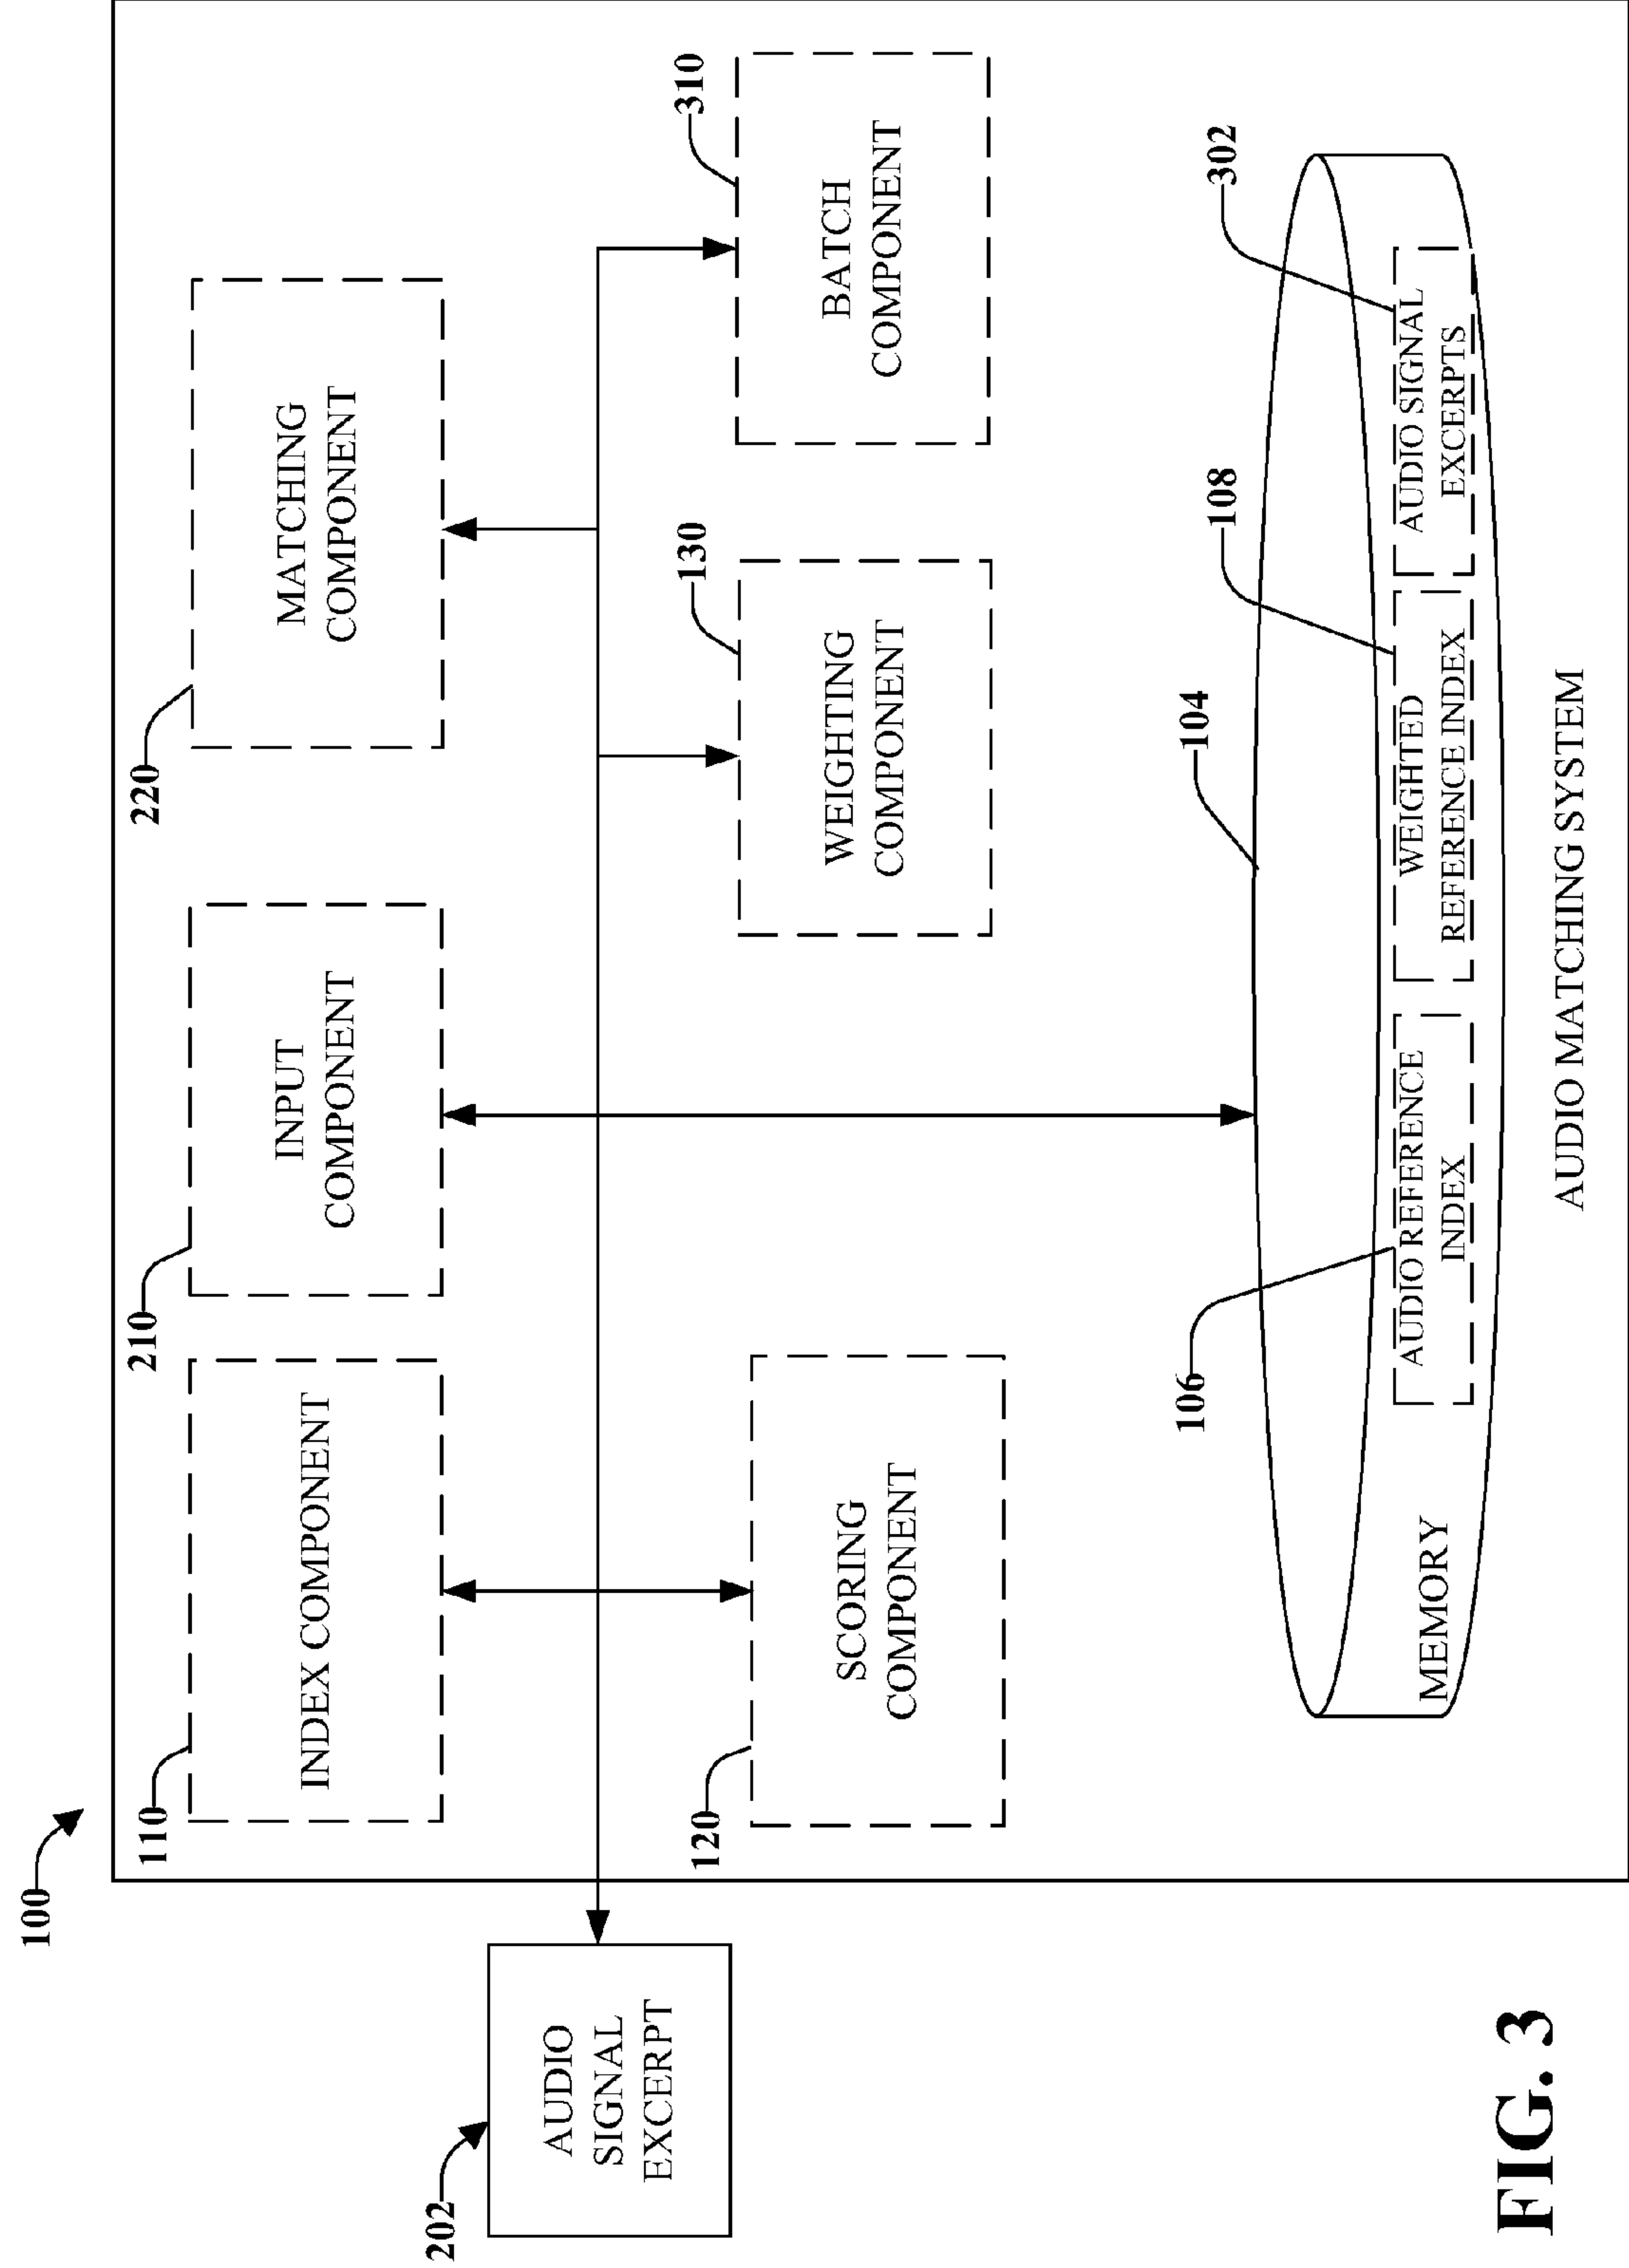 100
110
INDEX COMPONENT
210
INPUT
COMPONENT
220
MATCHING
COMPONENT
202
AUDIO
SIGNAL
EXCERPT
120
SCORING
COMPONENT
130
WEIGHTING
COMPONENT
310
BATCH
COMPONENT
104
106
108
302
MEMORY
AUDIO REFERENCE
INDEX
WEIGHTED
REFERENCE INDEX
AUDIO SIGNAL
EXCERPTS
AUDIO MATCHING SYSTEM
FIG. 3